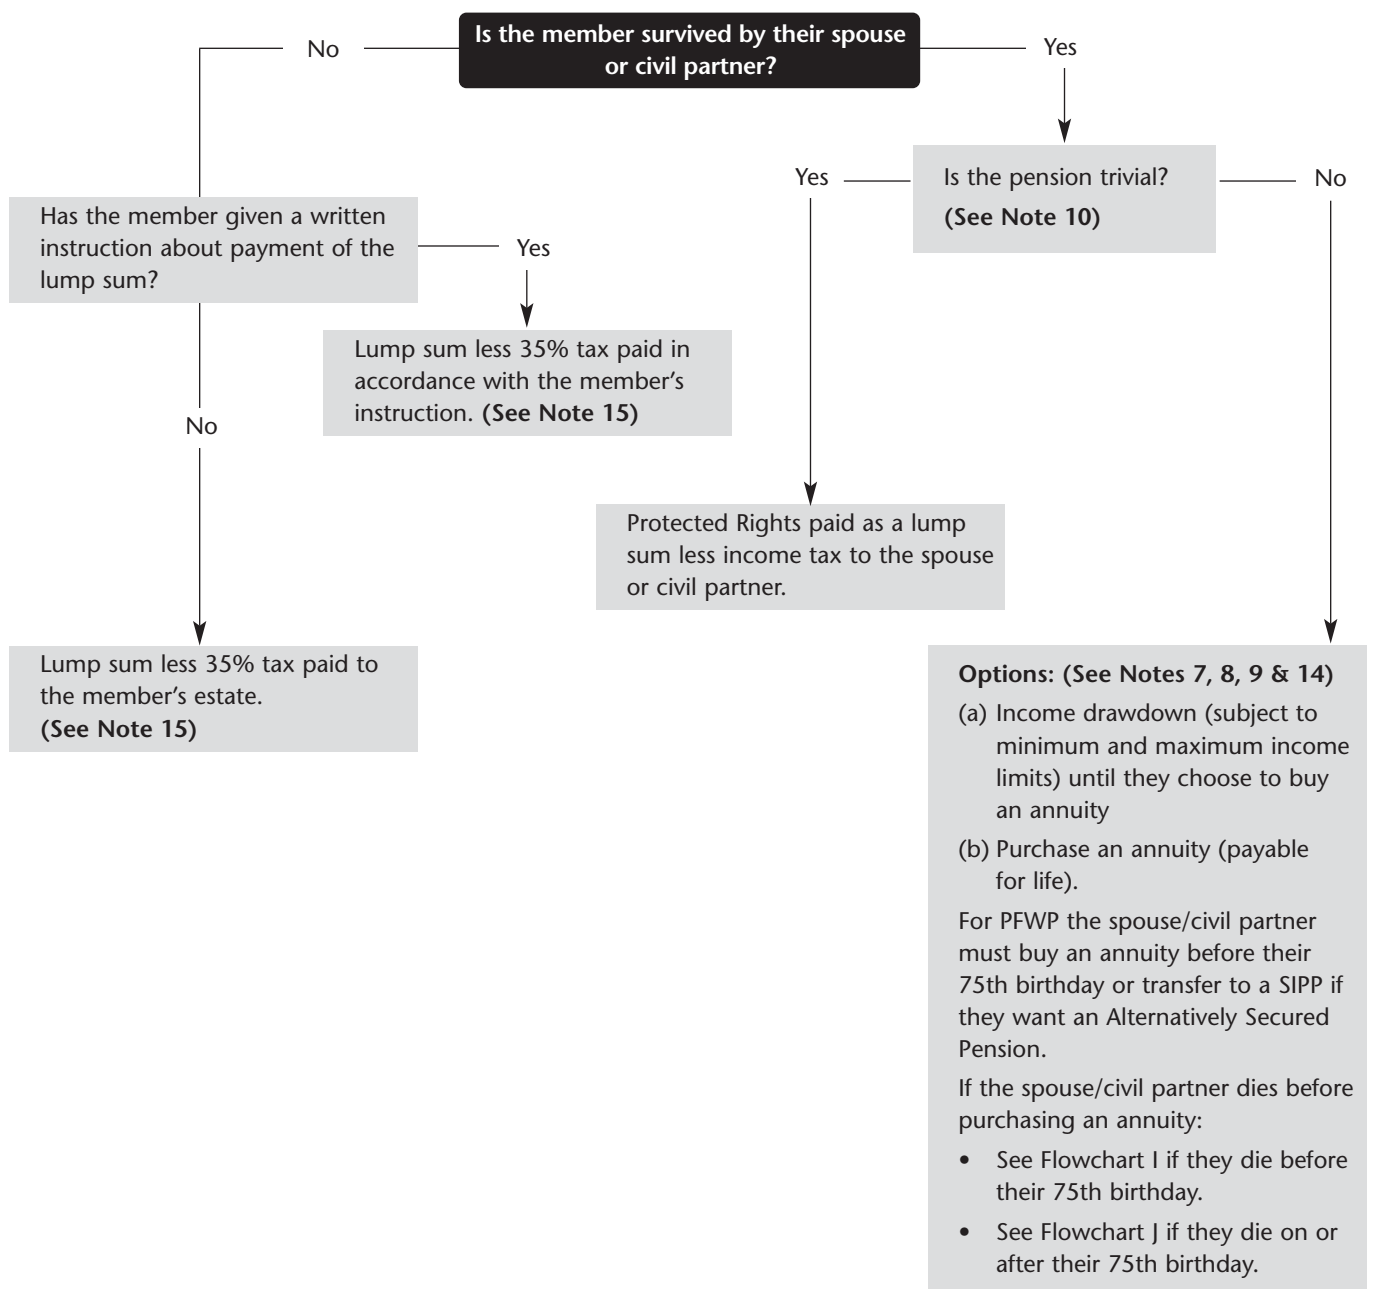 Is the member survived by their spouse
or civil partner?
No
Yes
Has the member given a written
instruction about payment of the
lump sum?
Yes
Lump sum less 35% tax paid in
accordance with the member’s
instruction. (See Note 15)
No
Lump sum less 35% tax paid to
the member’s estate.
(See Note 15)
Is the pension trivial?
(See Note 10)
Yes
No
Protected Rights paid as a lump
sum less income tax to the spouse
or civil partner.
Options: (See Notes 7, 8, 9 & 14)
(a) Income drawdown (subject to
minimum and maximum income
limits) until they choose to buy
an annuity
(b) Purchase an annuity (payable
for life).
For PFWP the spouse/civil partner
must buy an annuity before their
75th birthday or transfer to a SIPP if
they want an Alternatively Secured
Pension.
If the spouse/civil partner dies before
purchasing an annuity:
• See Flowchart I if they die before
their 75th birthday.
• See Flowchart J if they die on or
after their 75th birthday.